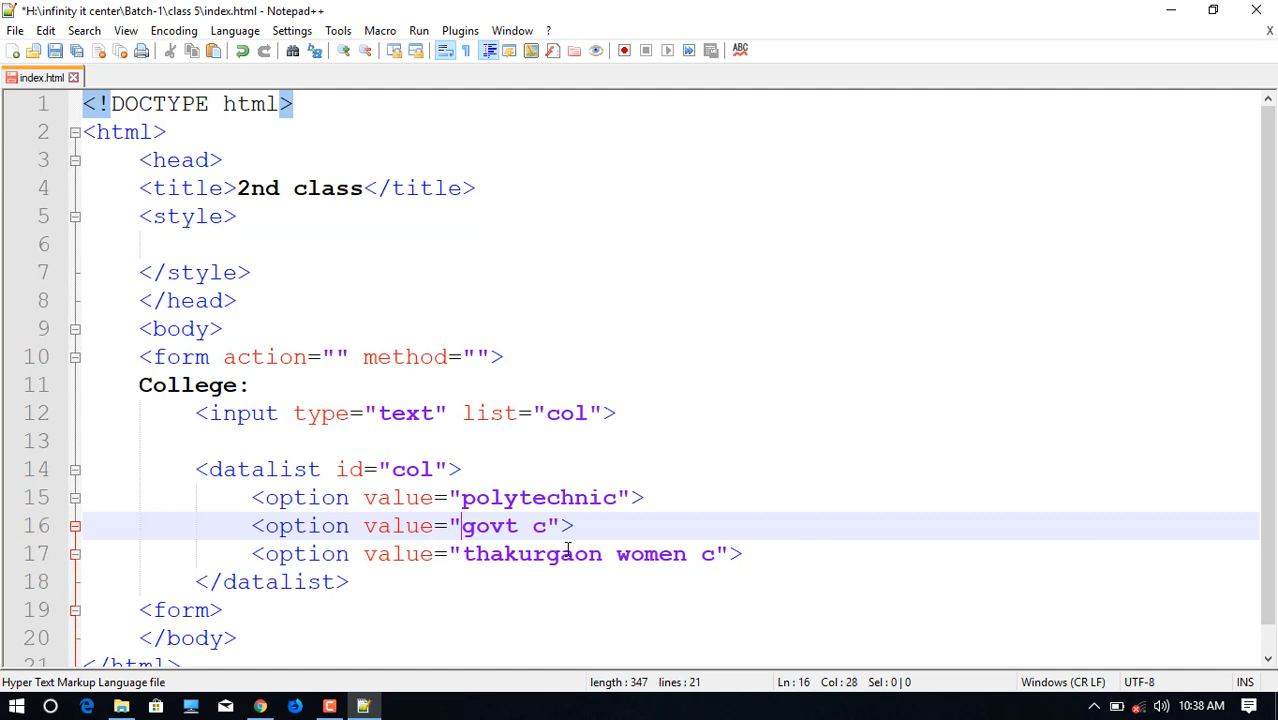 *H:\infinity it center\Batch-1\class 5\index.html - Notepad++
File Edit Search View Encoding Language Settings Tools Macro Run Plugins Window ? X
index.html
1 <!DOCTYPE html>
2 <html>
3 <head>
4 <title>2nd class</title>
5 <style>
6
7 </style>
8 </head>
9 <body>
10 <form action="" method="">
11 College:
12 <input type="text" list="col">
13
14 <datalist id="col">
15 <option value="polytechnic">
16 <option value="govt c">
17 <option value="thakurgaon women c">
18 </datalist>
19 <form>
20 </body>
21 </html>
Hyper Text Markup Language file length : 347 lines : 21 Ln : 16 Col : 28 Sel : 0 | 0 Windows (CR LF) UTF-8 INS
10:38 AM